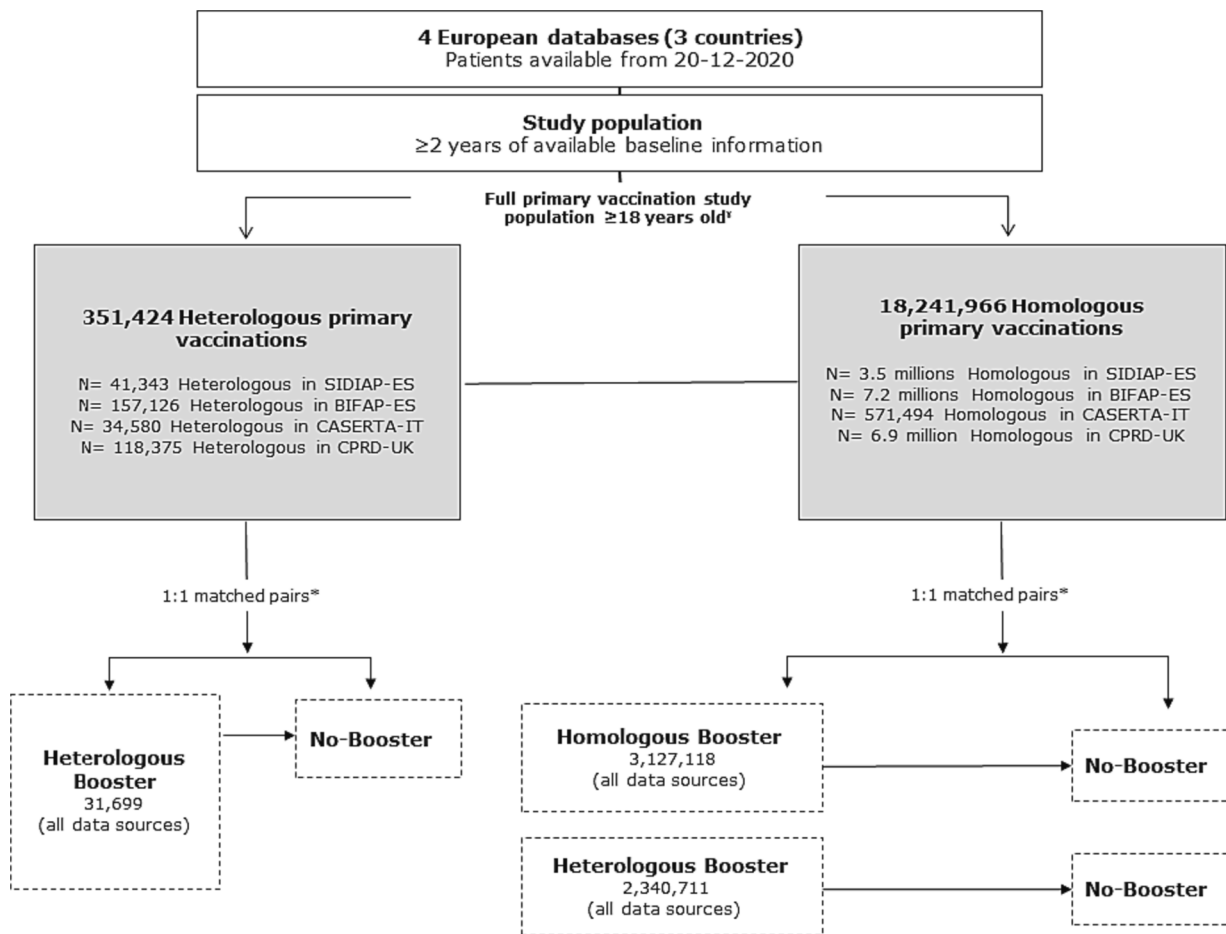 4 European databases (3 countries)
Patients available from 20-12-2020
Study population
≥2 years of available baseline information
Full primary vaccination study
population ≥18 years old¥
351,424 Heterologous primary
vaccinations
N= 41,343 Heterologous in SIDIAP-ES
N= 157,126 Heterologous in BIFAP-ES
N= 34,580 Heterologous in CASERTA-IT
N= 118,375 Heterologous in CPRD-UK
18,241,966 Homologous
primary vaccinations
N= 3.5 millions Homologous in SIDIAP-ES
N= 7.2 millions Homologous in BIFAP-ES
N= 571,494 Homologous in CASERTA-IT
N= 6.9 million Homologous in CPRD-UK
1:1 matched pairs*
1:1 matched pairs*
Heterologous
Booster
31,699
(all data sources)
No-Booster
Homologous Booster
3,127,118
(all data sources)
No-Booster
Heterologous Booster
2,340,711
(all data sources)
No-Booster